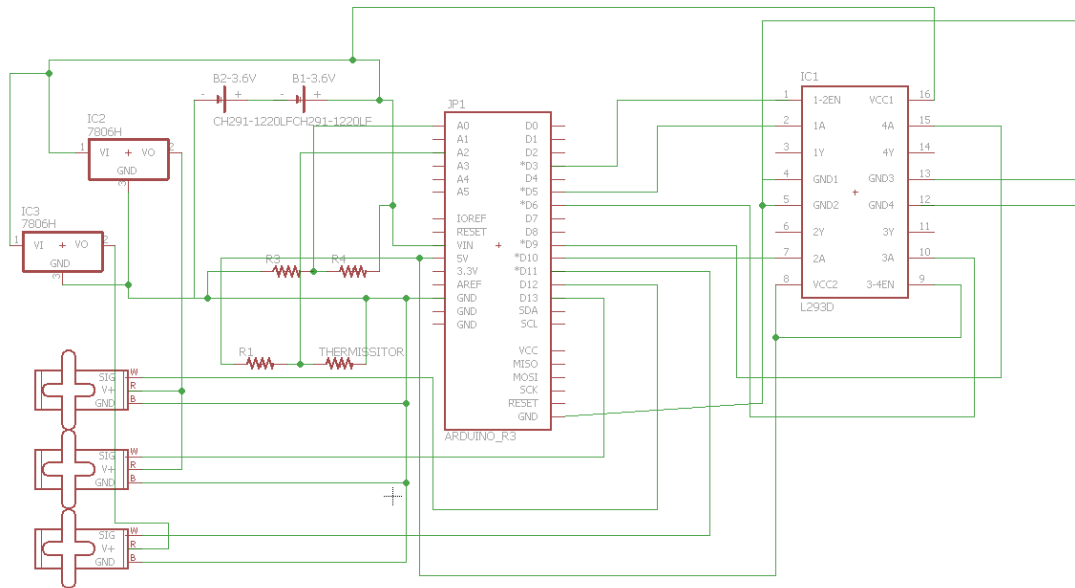 B2-3.6V
B1-3.6V
- +
- +
CH291-1220LFCH291-1220LF
IC2
7806H
1 VI + VO 2
GND
3
IC3
7806H
1 VI + VO 2
GND
3
R3
R4
R1
THERMISSITOR
SIG W
V+ R
GND B
SIG W
V+ R
GND B
SIG W
V+ R
GND B
JP1
A0
A1
A2
A3
A4
A5
IOREF
RESET
VIN
5V
3.3V
AREF
GND
GND
GND
D0
D1
D2
*D3
D4
*D5
*D6
D7
D8
*D9
*D10
*D11
D12
D13
SDA
SCL
VCC
MISO
MOSI
SCK
RESET
GND
ARDUINO_R3
IC1
1 1-2EN VCC1 16
2 1A 4A 15
3 1Y 4Y 14
4 GND1 GND3 13
5 GND2 GND4 12
6 2Y 3Y 11
7 2A 3A 10
8 VCC2 3-4EN 9
L293D